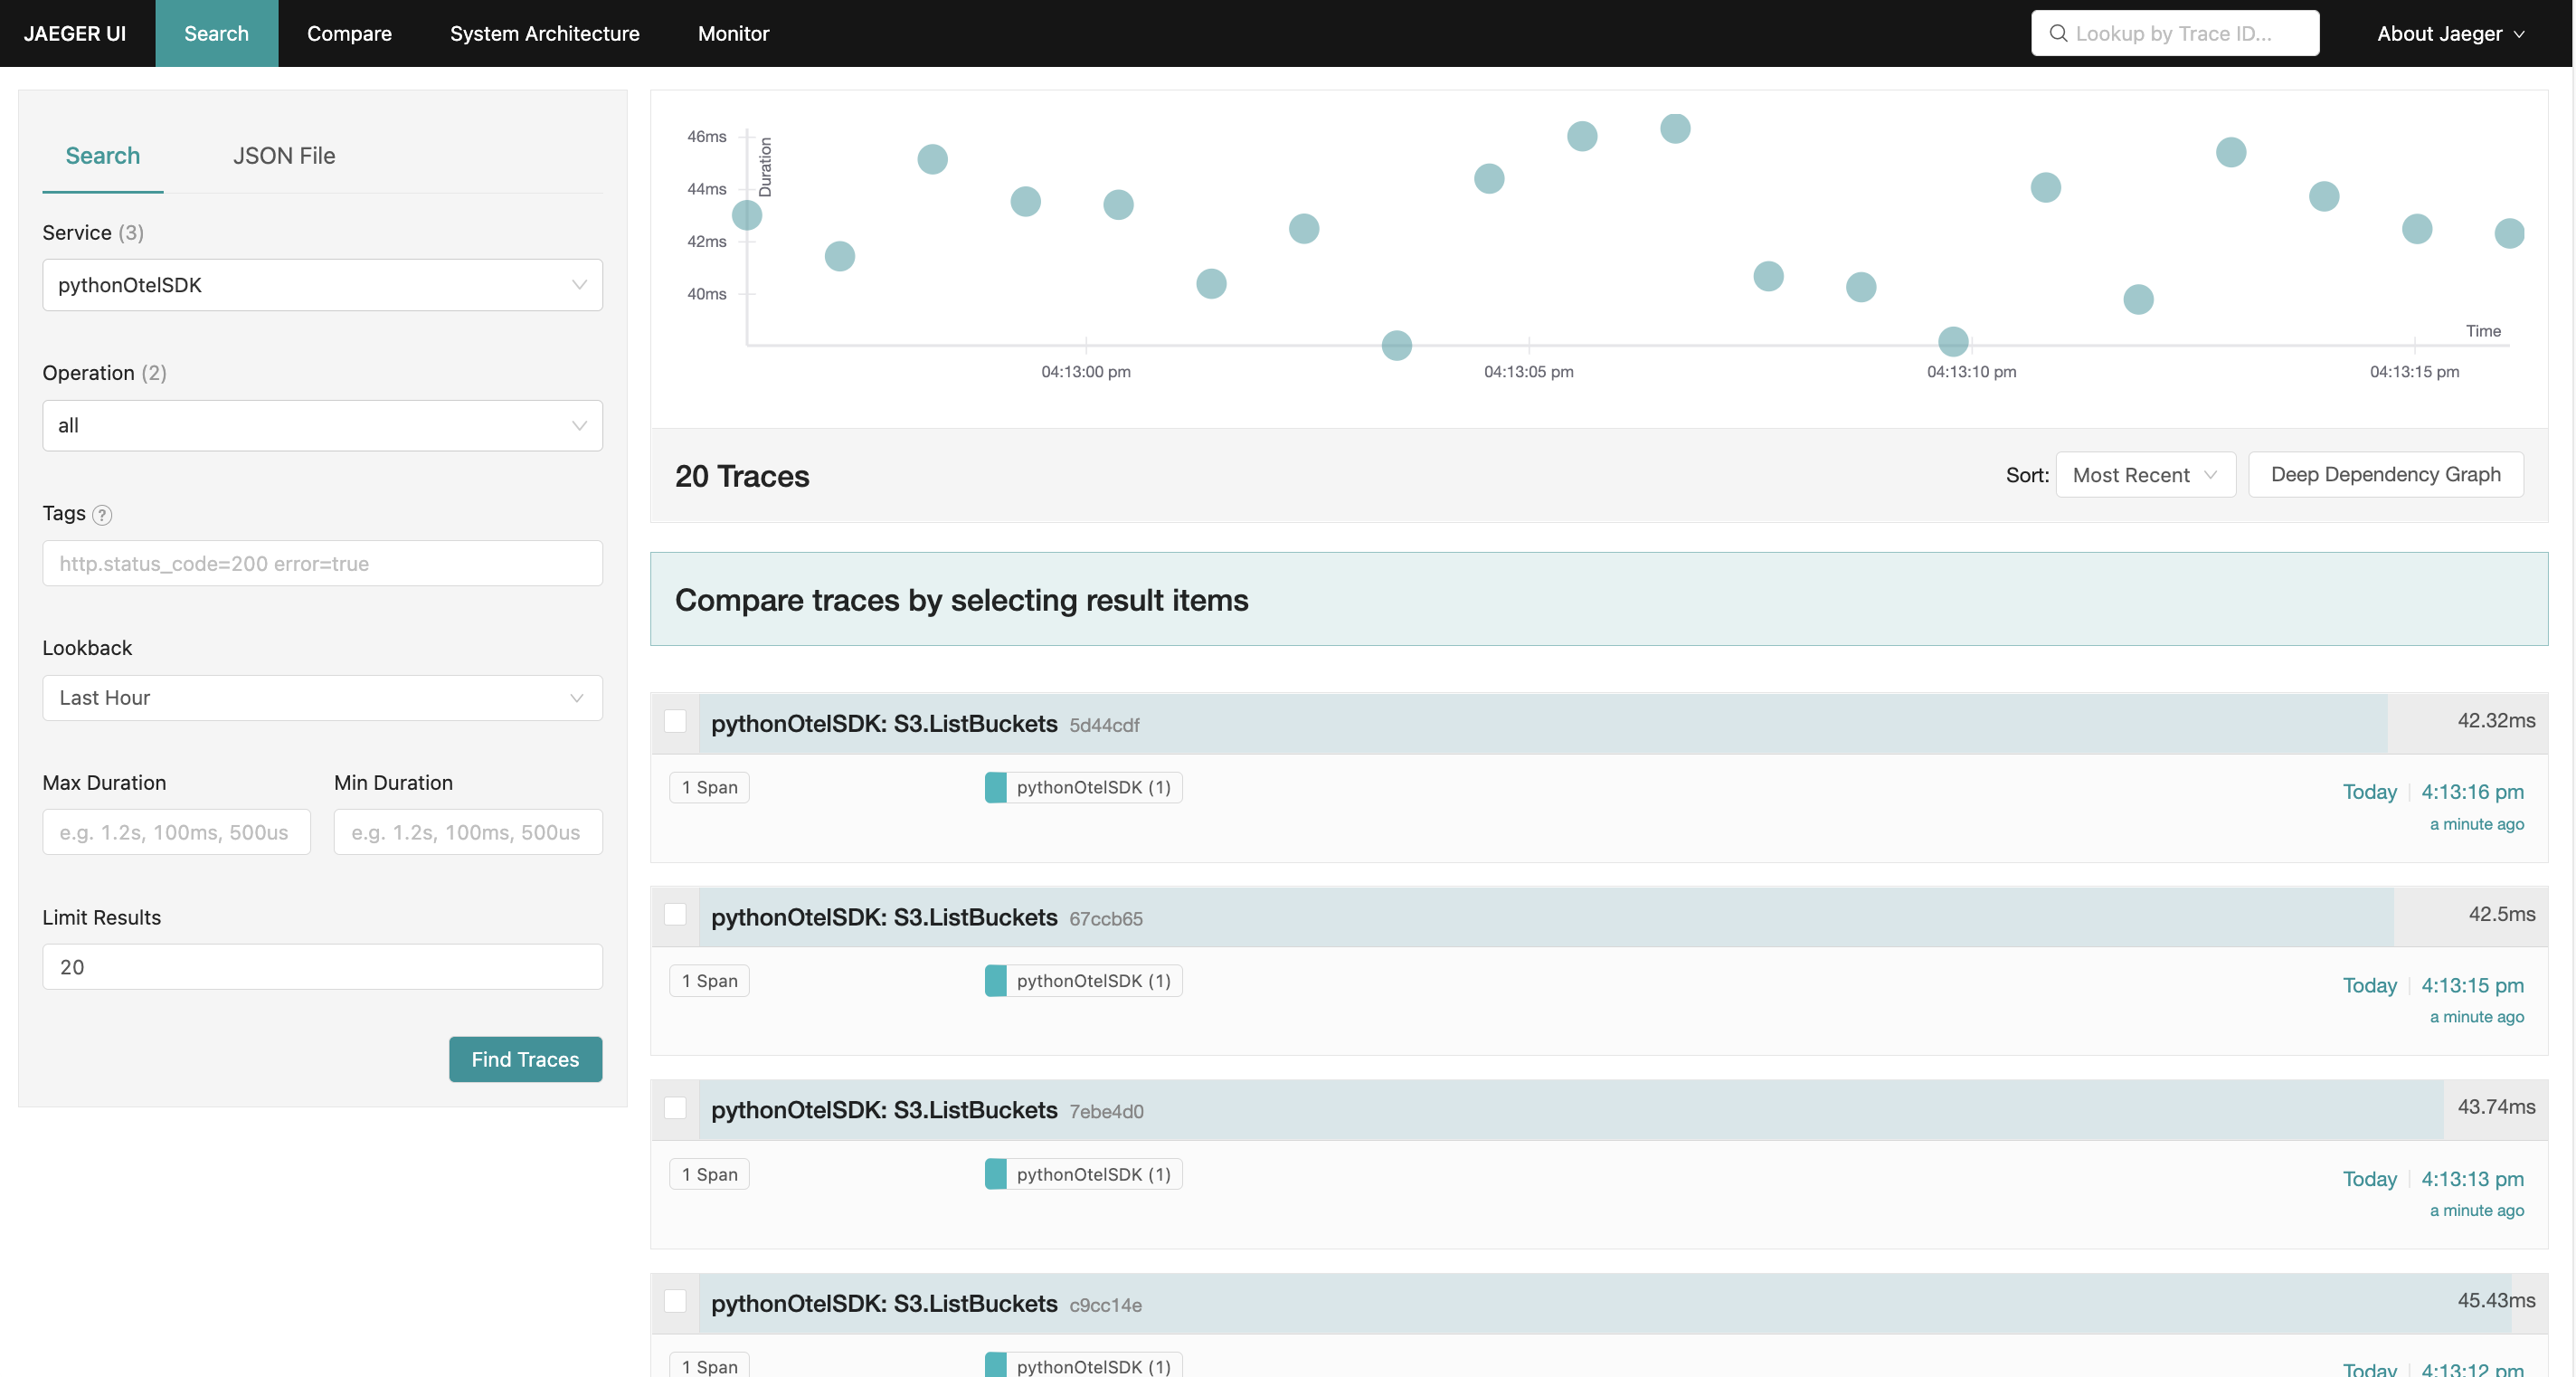 JAEGER UI Search Compare System Architecture Monitor Lookup by Trace ID... About Jaeger
Search JSON File
Service (3)
pythonOtelSDK
Operation (2)
all
Tags ?
http.status_code=200 error=true
Lookback
Last Hour
Max Duration Min Duration
e.g. 1.2s, 100ms, 500us e.g. 1.2s, 100ms, 500us
Limit Results
20
Find Traces
46ms
44ms
42ms
40ms
Duration
Time
04:13:00 pm 04:13:05 pm 04:13:10 pm 04:13:15 pm
20 Traces Sort: Most Recent Deep Dependency Graph
Compare traces by selecting result items
pythonOtelSDK: S3.ListBuckets 5d44cdf 42.32ms
1 Span pythonOtelSDK (1) Today 4:13:16 pm
a minute ago
pythonOtelSDK: S3.ListBuckets 67ccb65 42.5ms
1 Span pythonOtelSDK (1) Today 4:13:15 pm
a minute ago
pythonOtelSDK: S3.ListBuckets 7ebe4d0 43.74ms
1 Span pythonOtelSDK (1) Today 4:13:13 pm
a minute ago
pythonOtelSDK: S3.ListBuckets c9cc14e 45.43ms
1 Span pythonOtelSDK (1) Today 4:13:12 pm